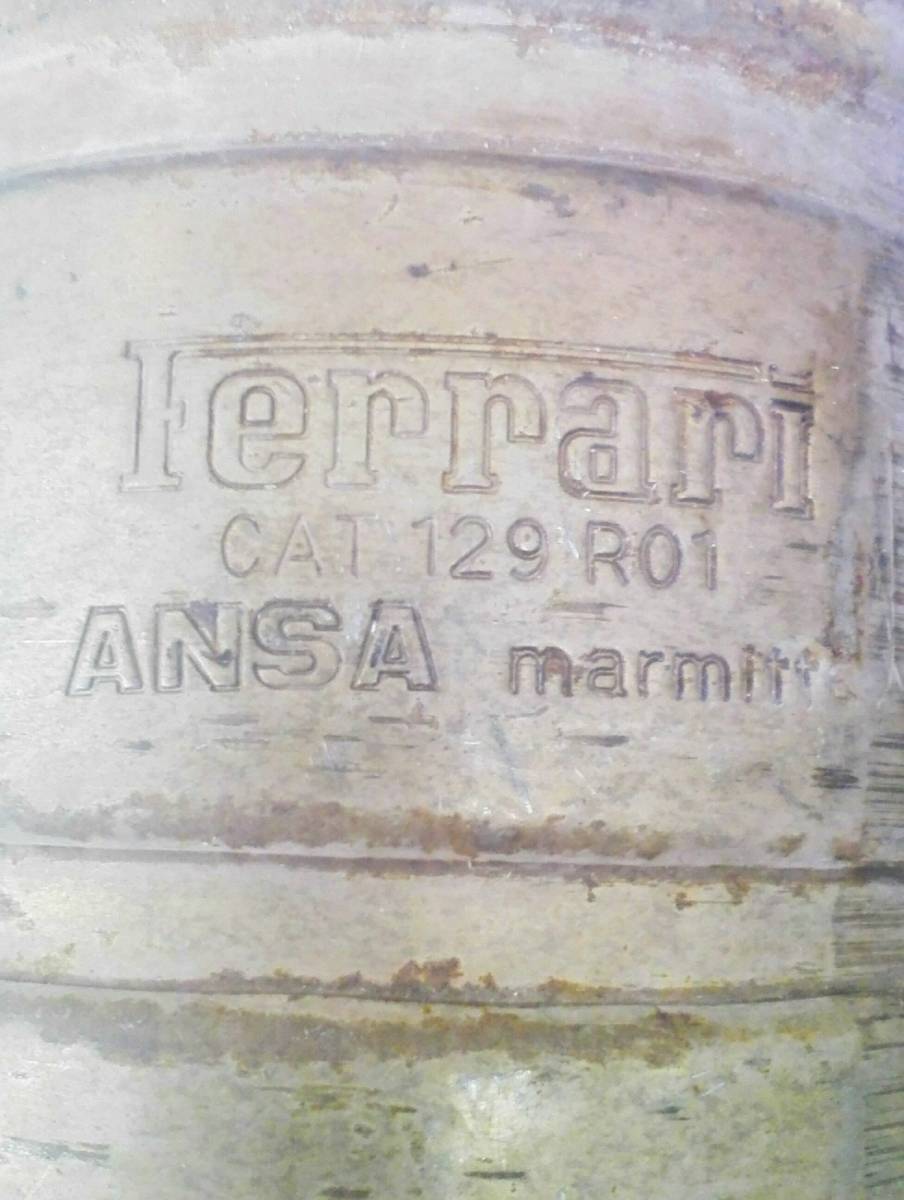 Ferrari
CAT 129 R01
ANSA